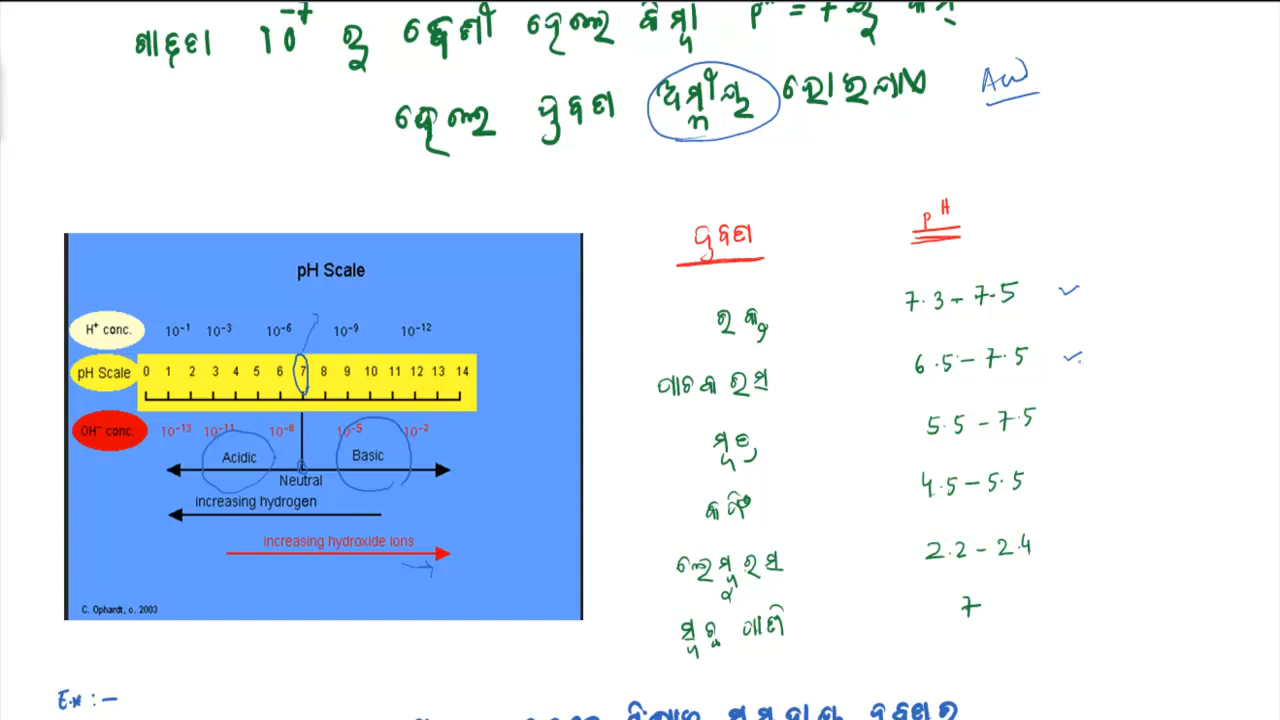 ଗାଢ଼ତା 10⁻⁷ ରୁ ବେଶୀ ହେଲେ କିମ୍ବା pᴴ = 7 ରୁ
ହେଲେ ଦ୍ରବଣ ଅମ୍ଳୀୟ ହୋଇଥାଏ
ଦ୍ରବଣ pH
ରକ୍ତ 7.3 - 7.5
ପାଚକ ରସ 6.5 - 7.5
ମୂତ୍ର 5.5 - 7.5
କଫି 4.5 - 5.5
ଲେମ୍ବୁ ରସ 2.2 - 2.4
ଶୁଦ୍ଧ ପାଣି 7
pH Scale
H⁺ conc. 10⁻¹ 10⁻³ 10⁻⁶ 10⁻⁹ 10⁻¹²
pH Scale 0 1 2 3 4 5 6 7 8 9 10 11 12 13 14
OH⁻ conc. 10⁻¹³ 10⁻¹¹ 10⁻⁸ 10⁻⁵ 10⁻²
Acidic Basic
Neutral
increasing hydrogen
increasing hydroxide ions
C. Ophardt, c. 2003
Ex :-